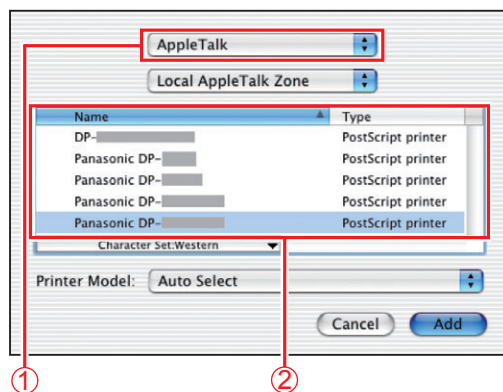 AppleTalk
Local AppleTalk Zone
Name Type
DP- PostScript printer
Panasonic DP- PostScript printer
Panasonic DP- PostScript printer
Panasonic DP- PostScript printer
Panasonic DP- PostScript printer
Character Set:Western
Printer Model: Auto Select
Cancel Add
① ②